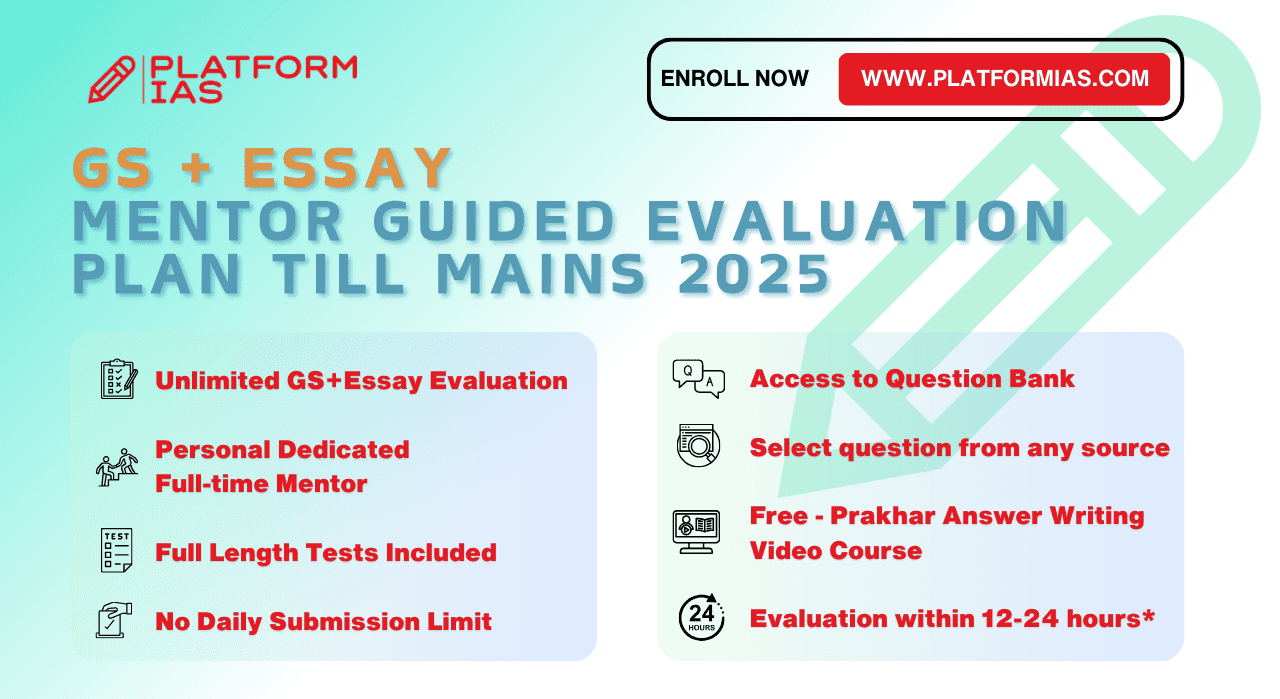 PLATFORM
IAS
ENROLL NOW
WWW.PLATFORMIAS.COM
GS + ESSAY
MENTOR GUIDED EVALUATION
PLAN TILL MAINS 2025
Unlimited GS+Essay Evaluation
Personal Dedicated
Full-time Mentor
TEST
Full Length Tests Included
No Daily Submission Limit
Q
A
Access to Question Bank
Select question from any source
Free - Prakhar Answer Writing
Video Course
24
HOURS
Evaluation within 12-24 hours*